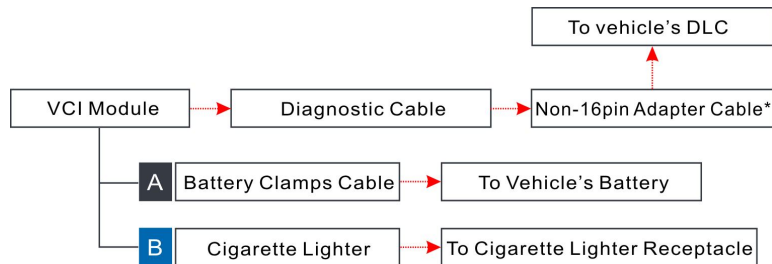 To vehicle's DLC
VCI Module
Diagnostic Cable
Non-16pin Adapter Cable*
A
Battery Clamps Cable
To Vehicle's Battery
B
Cigarette Lighter
To Cigarette Lighter Receptacle